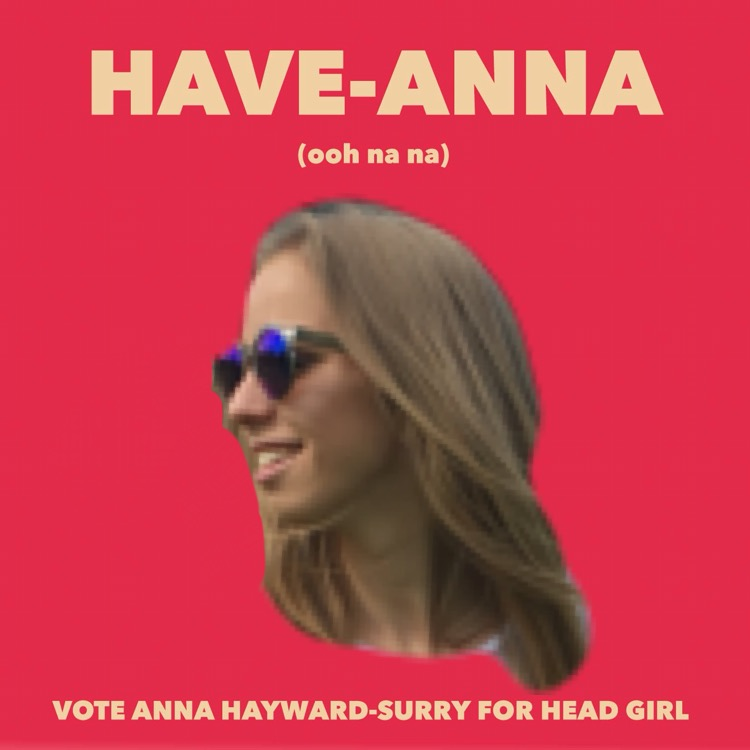 HAVE-ANNA
(ooh na na)
VOTE ANNA HAYWARD-SURRY FOR HEAD GIRL